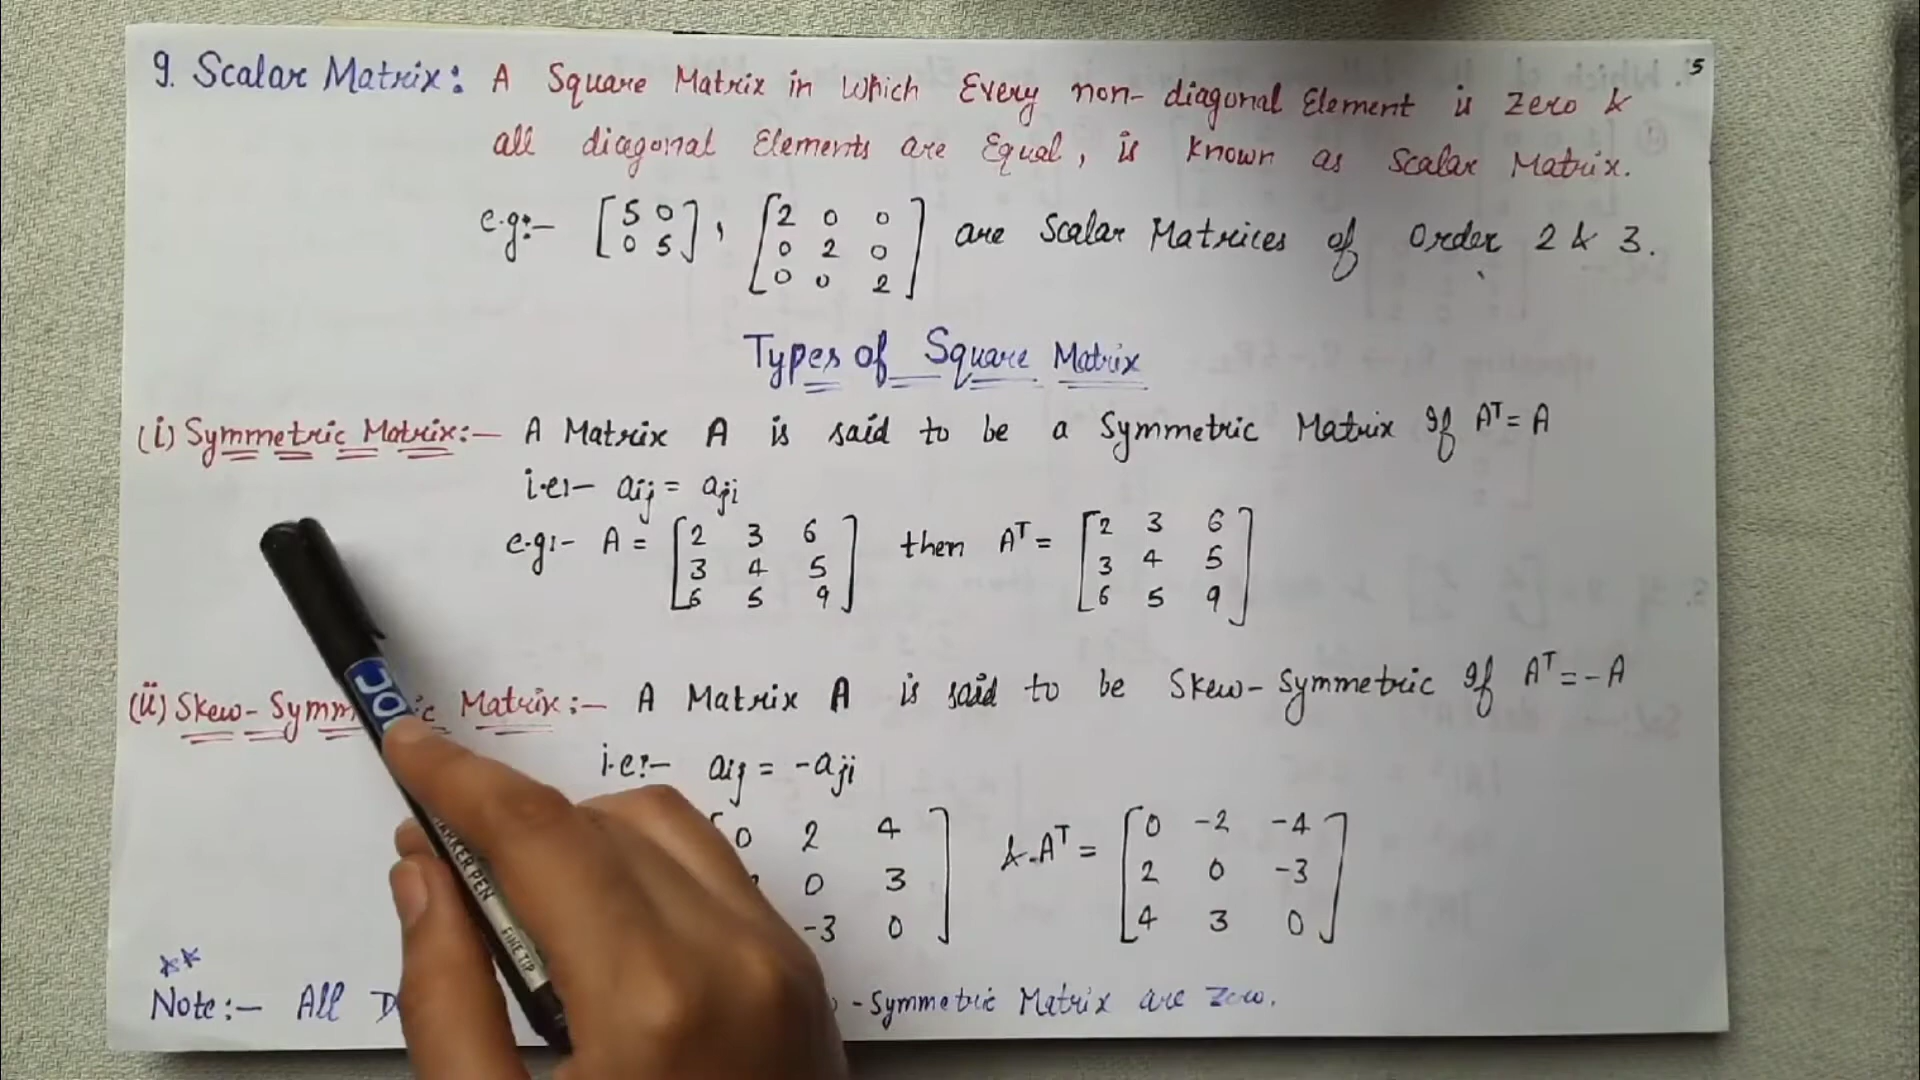 5
9. Scalar Matrix: A Square Matrix in which Every non-diagonal Element is zero &
all diagonal Elements are Equal, is known as Scalar Matrix.
e.g:- [5 0], [2 0 0] are Scalar Matrices of order 2 & 3.
[0 5] [0 2 0]
[0 0 2]
Types of Square Matrix
(i) Symmetric Matrix:- A Matrix A is said to be a Symmetric Matrix If Aᵀ = A
i.e:- aij = aji
e.g:- A = [2 3 6] then Aᵀ = [2 3 6]
[3 4 5] [3 4 5]
[6 5 9] [6 5 9]
(ii) Skew-Symm c Matrix:- A Matrix A is said to be Skew-Symmetric If Aᵀ = -A
i.e:- aij = -aji
[0 2 4] & Aᵀ = [0 -2 -4]
0 3] [2 0 -3]
-3 0] [4 3 0]
**
Note:- All D -Symmetric Matrix are Zero.
MARKER PEN
FINE TIP